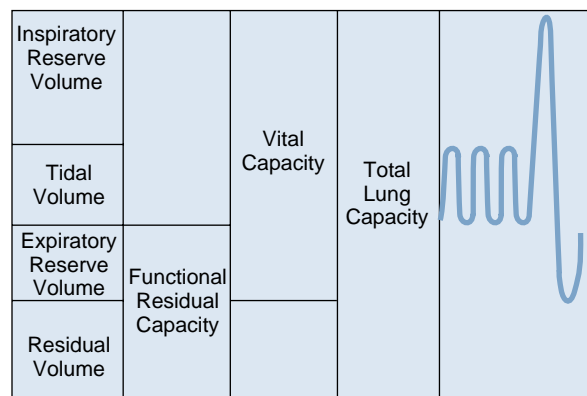 Inspiratory
Reserve
Volume
Tidal
Volume
Expiratory
Reserve
Volume
Residual
Volume
Functional
Residual
Capacity
Vital
Capacity
Total
Lung
Capacity